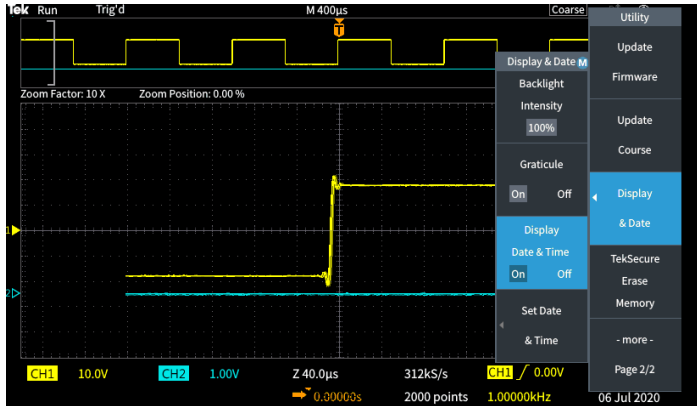 Tek Run Trig'd M 400µs Coarse
Utility
Update
Firmware
Update
Course
Display
& Date
TekSecure
Erase
Memory
- more -
Page 2/2
Display & Date M
Backlight
Intensity
100%
Graticule
On Off
Display
Date & Time
On Off
Set Date
& Time
T
Zoom Factor: 10 X Zoom Position: 0.00 %
1
2
CH1 10.0V CH2 1.00V Z 40.0µs 312kS/s CH1 0.00V
0.00000s 2000 points 1.00000kHz 06 Jul 2020